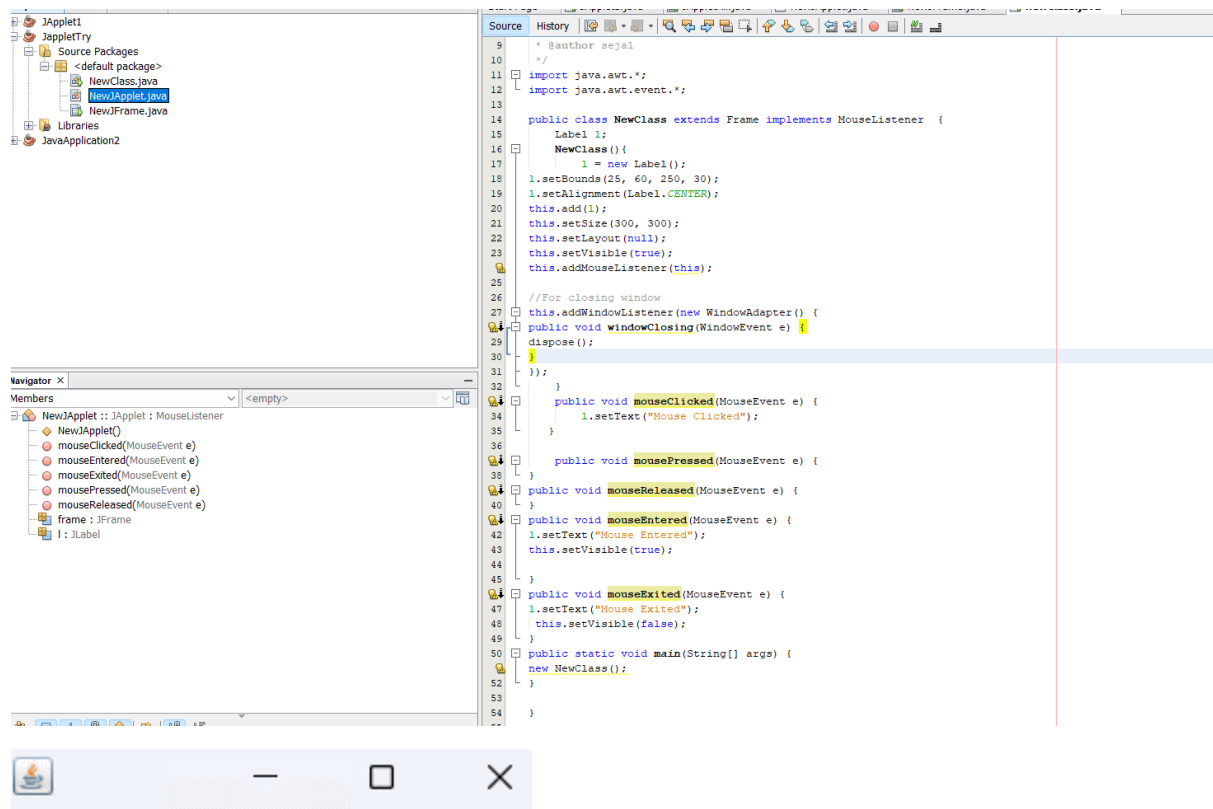 JApplet1
JappletTry
Source Packages
<default package>
NewClass.java
NewJApplet.java
NewJFrame.java
Libraries
JavaApplication2
Navigator
Members
<empty>
NewJApplet :: JApplet : MouseListener
NewJApplet()
mouseClicked(MouseEvent e)
mouseEntered(MouseEvent e)
mouseExited(MouseEvent e)
mousePressed(MouseEvent e)
mouseReleased(MouseEvent e)
frame : JFrame
l : JLabel
Source History
9 * @author sejal
10 */
11 import java.awt.*;
12 import java.awt.event.*;
13
14 public class NewClass extends Frame implements MouseListener {
15 Label l;
16 NewClass(){
17 l = new Label();
18 l.setBounds(25, 60, 250, 30);
19 l.setAlignment(Label.CENTER);
20 this.add(l);
21 this.setSize(300, 300);
22 this.setLayout(null);
23 this.setVisible(true);
this.addMouseListener(this);
25
26 //For closing window
27 this.addWindowListener(new WindowAdapter() {
public void windowClosing(WindowEvent e) {
29 dispose();
30 }
31 });
32 }
public void mouseClicked(MouseEvent e) {
34 l.setText("Mouse Clicked");
35 }
36
public void mousePressed(MouseEvent e) {
38 }
public void mouseReleased(MouseEvent e) {
40 }
public void mouseEntered(MouseEvent e) {
42 l.setText("Mouse Entered");
43 this.setVisible(true);
44
45 }
public void mouseExited(MouseEvent e) {
47 l.setText("Mouse Exited");
48 this.setVisible(false);
49 }
50 public static void main(String[] args) {
new NewClass();
52 }
53
54 }